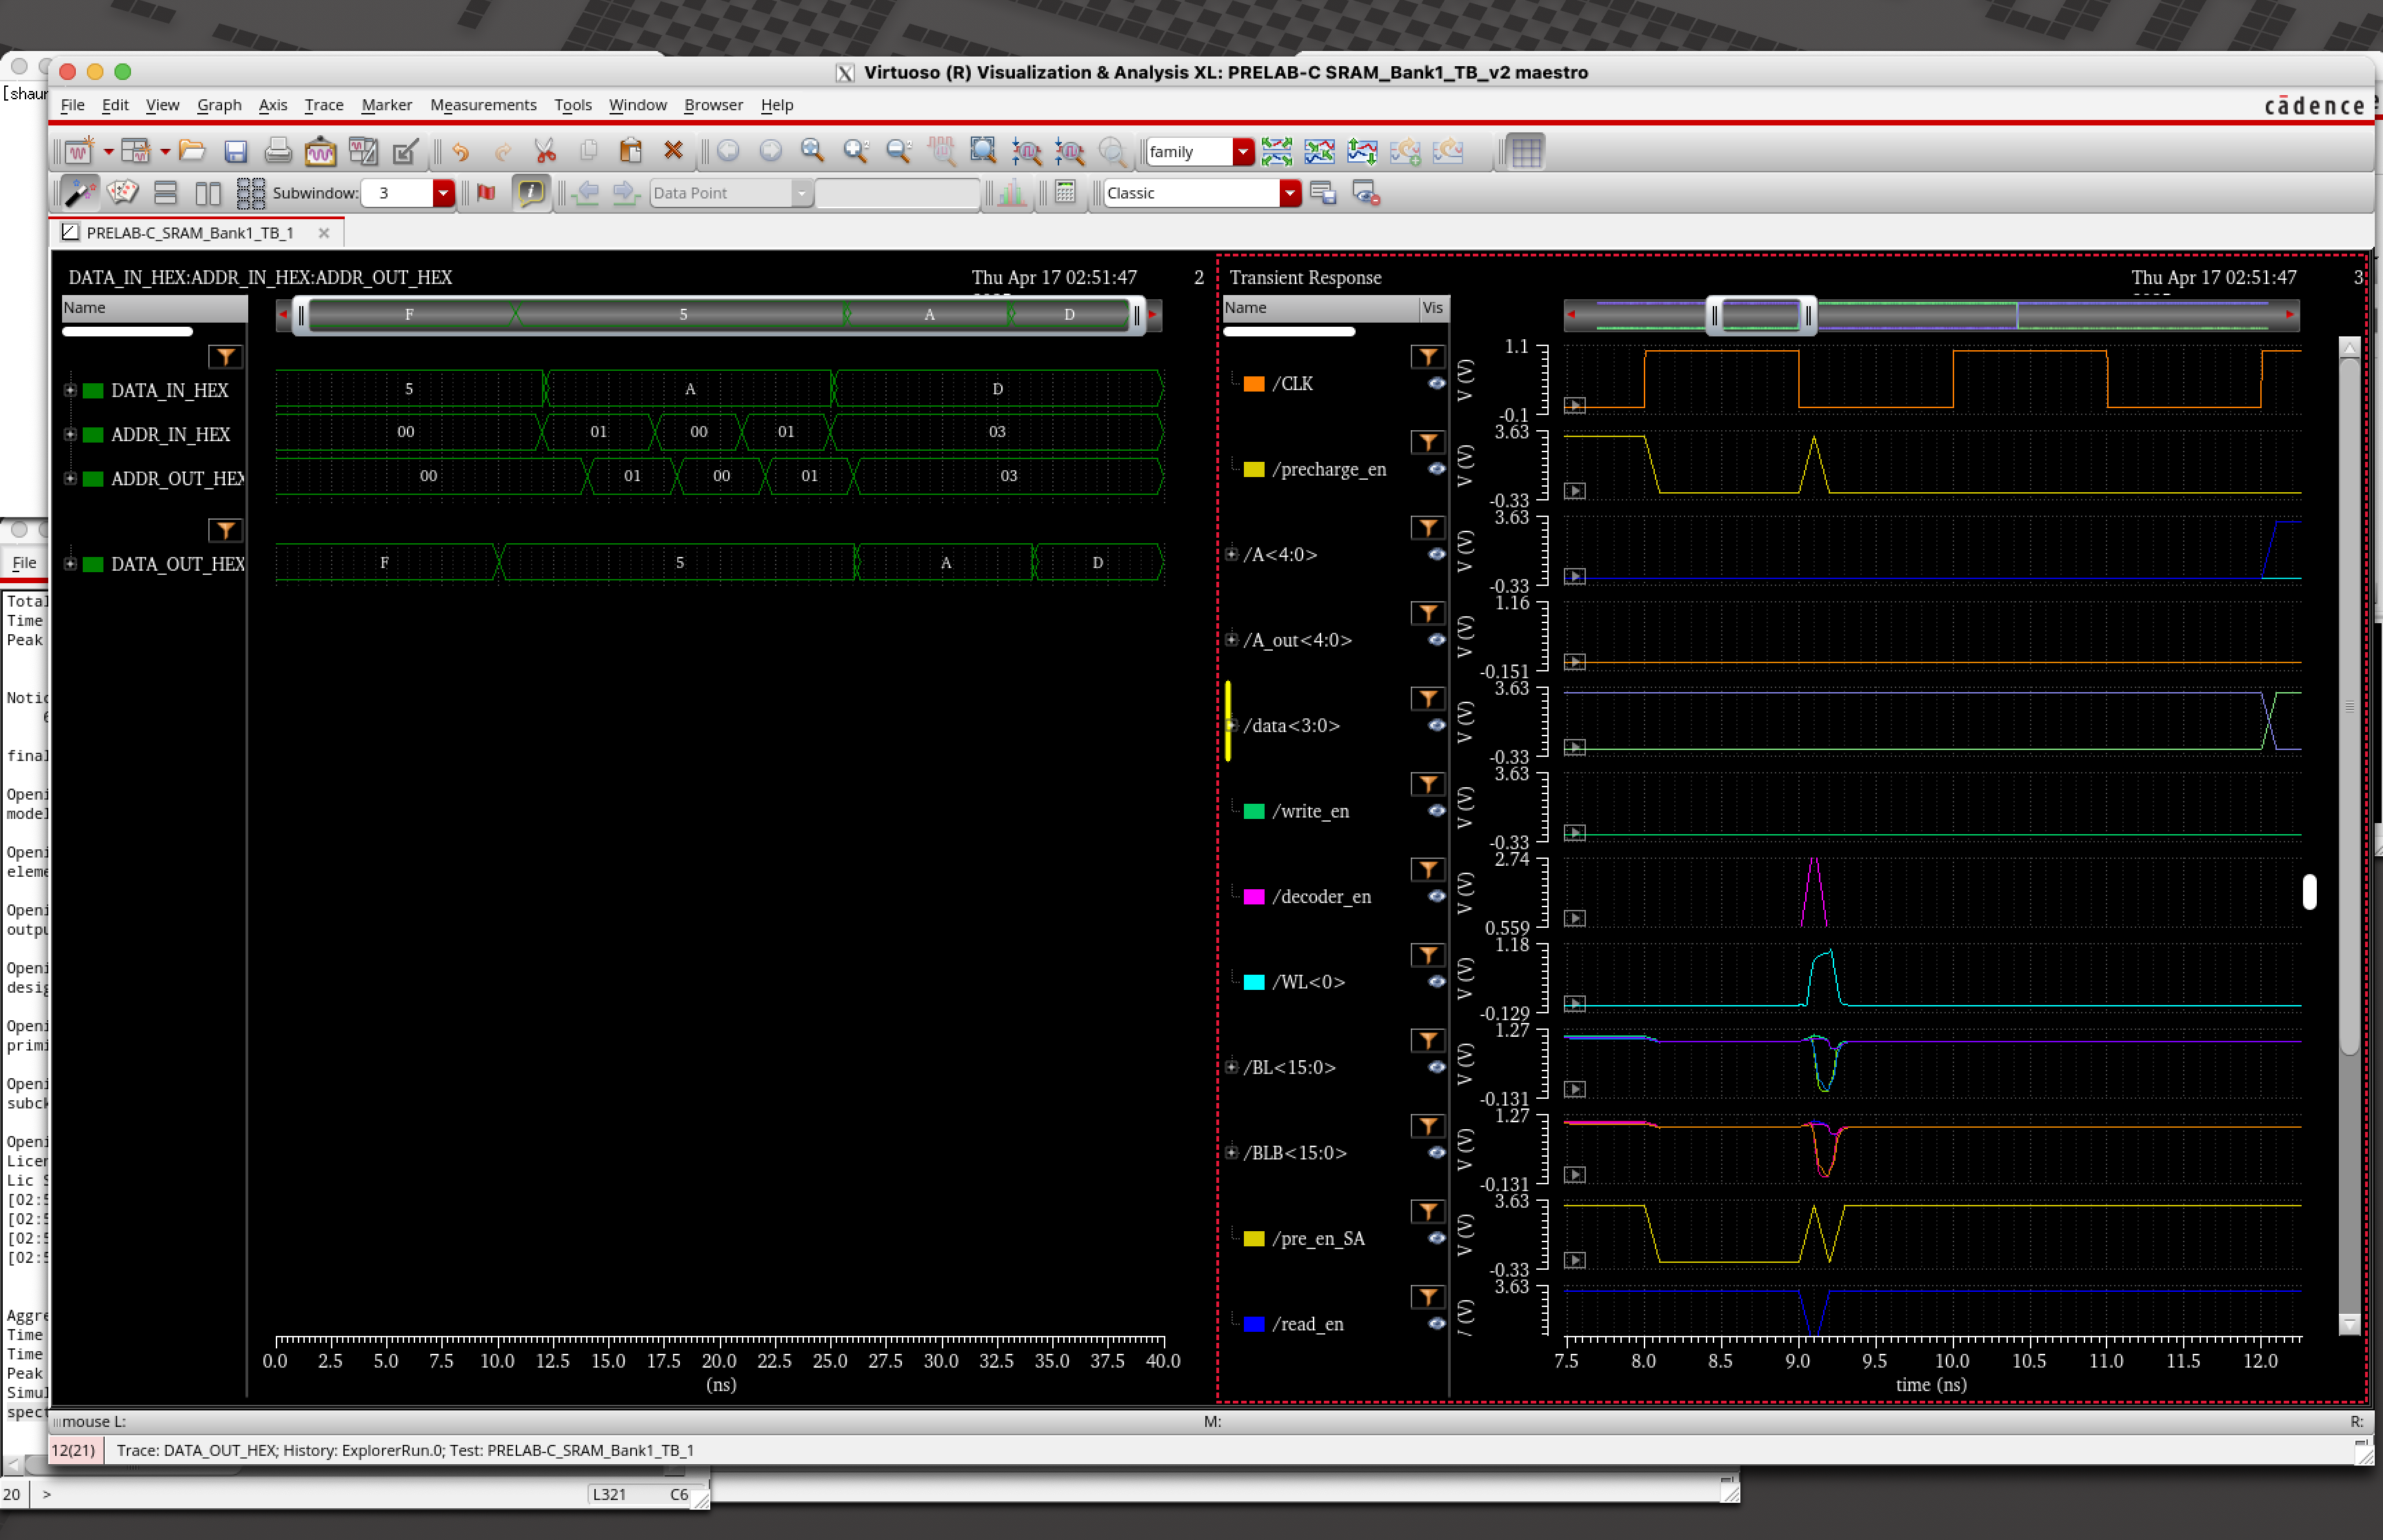 [shaur
Virtuoso (R) Visualization & Analysis XL: PRELAB-C SRAM_Bank1_TB_v2 maestro
File Edit View Graph Axis Trace Marker Measurements Tools Window Browser Help
cādence
family
Subwindow: 3
Data Point
Classic
PRELAB-C_SRAM_Bank1_TB_1
DATA_IN_HEX:ADDR_IN_HEX:ADDR_OUT_HEX
Thu Apr 17 02:51:47
2
Name
F 5 A D
DATA_IN_HEX
5 A D
ADDR_IN_HEX
00 01 00 01 03
ADDR_OUT_HEX
00 01 00 01 03
DATA_OUT_HEX
F 5 A D
0.0 2.5 5.0 7.5 10.0 12.5 15.0 17.5 20.0 22.5 25.0 27.5 30.0 32.5 35.0 37.5 40.0
(ns)
Transient Response
Thu Apr 17 02:51:47
3
Name Vis
/CLK
V (V)
1.1
-0.1
/precharge_en
V (V)
3.63
-0.33
/A<4:0>
V (V)
3.63
-0.33
/A_out<4:0>
V (V)
1.16
-0.151
/data<3:0>
V (V)
3.63
-0.33
/write_en
V (V)
3.63
-0.33
/decoder_en
V (V)
2.74
0.559
/WL<0>
V (V)
1.18
-0.129
/BL<15:0>
V (V)
1.27
-0.131
/BLB<15:0>
V (V)
1.27
-0.131
/pre_en_SA
V (V)
3.63
-0.33
/read_en
(V)
3.63
7.5 8.0 8.5 9.0 9.5 10.0 10.5 11.0 11.5 12.0
time (ns)
File
Total
Time
Peak
Notic
6
final
Openi
model
Openi
eleme
Openi
outpu
Openi
desig
Openi
primi
Openi
subck
Openi
Licen
Lic S
[02:5
[02:5
[02:5
[02:5
Aggre
Time
Time
Peak
Simul
spect
mouse L:
M:
R:
12(21)
Trace: DATA_OUT_HEX; History: ExplorerRun.0; Test: PRELAB-C_SRAM_Bank1_TB_1
20 >
L321 C6